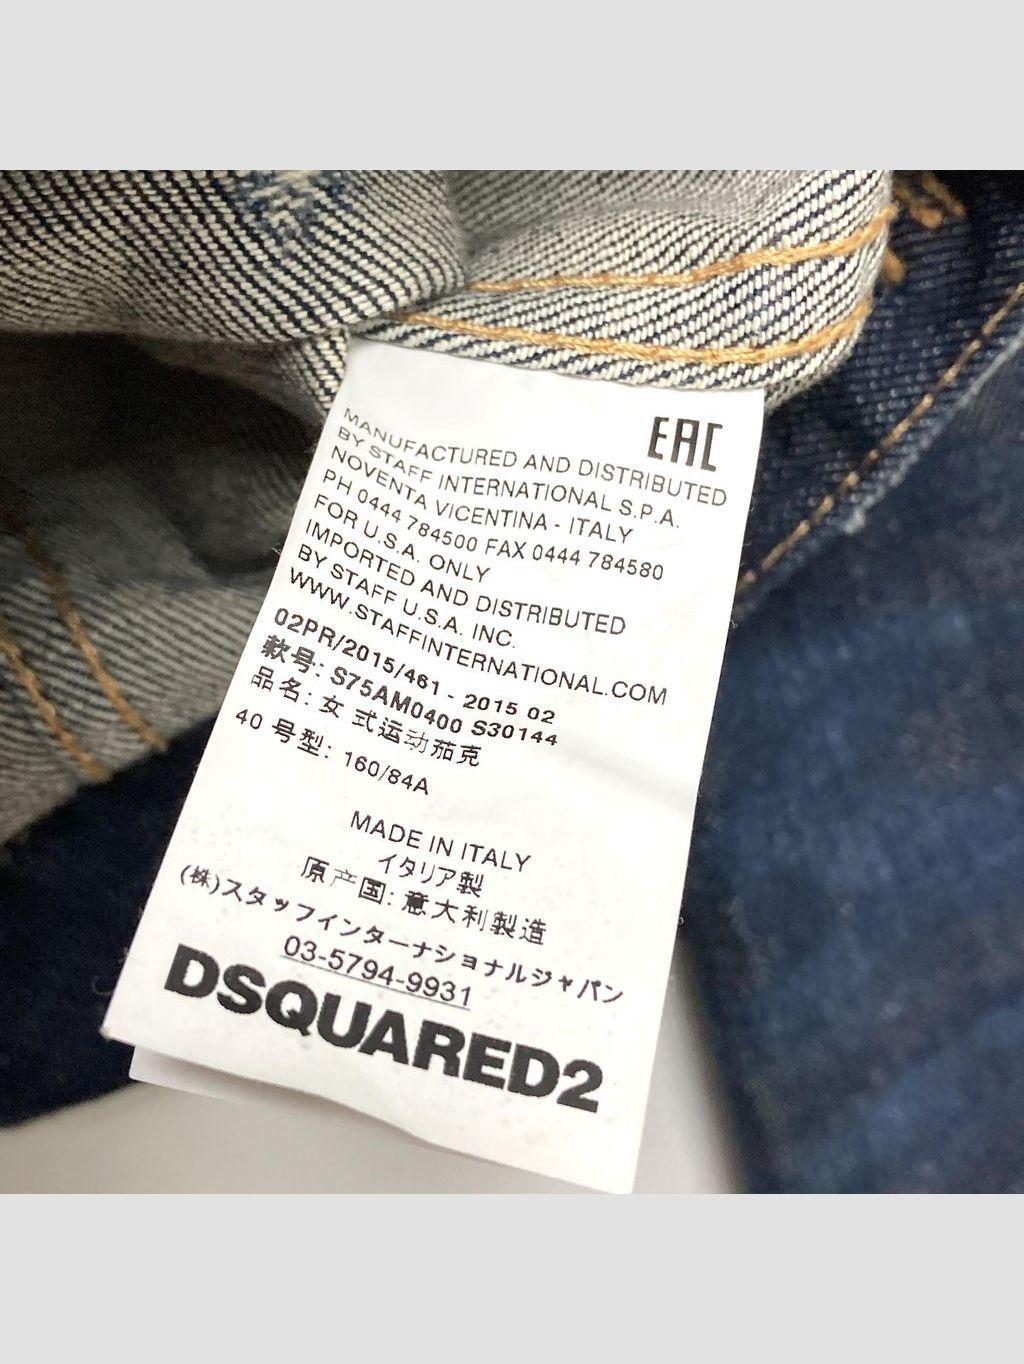 EAC
MANUFACTURED AND DISTRIBUTED
BY STAFF INTERNATIONAL S.P.A.
NOVENTA VICENTINA - ITALY
PH 0444 784500 FAX 0444 784580
FOR U.S.A. ONLY
IMPORTED AND DISTRIBUTED
BY STAFF U.S.A. INC.
WWW.STAFFINTERNATIONAL.COM
02PR/2015/461 - 2015 02
款号: S75AM0400 S30144
品名: 女 式运动茄克
40 号型: 160/84A
MADE IN ITALY
イタリア製
原产国: 意大利製造
(株)スタッフインターナショナルジャパン
03-5794-9931
DSQUARED2